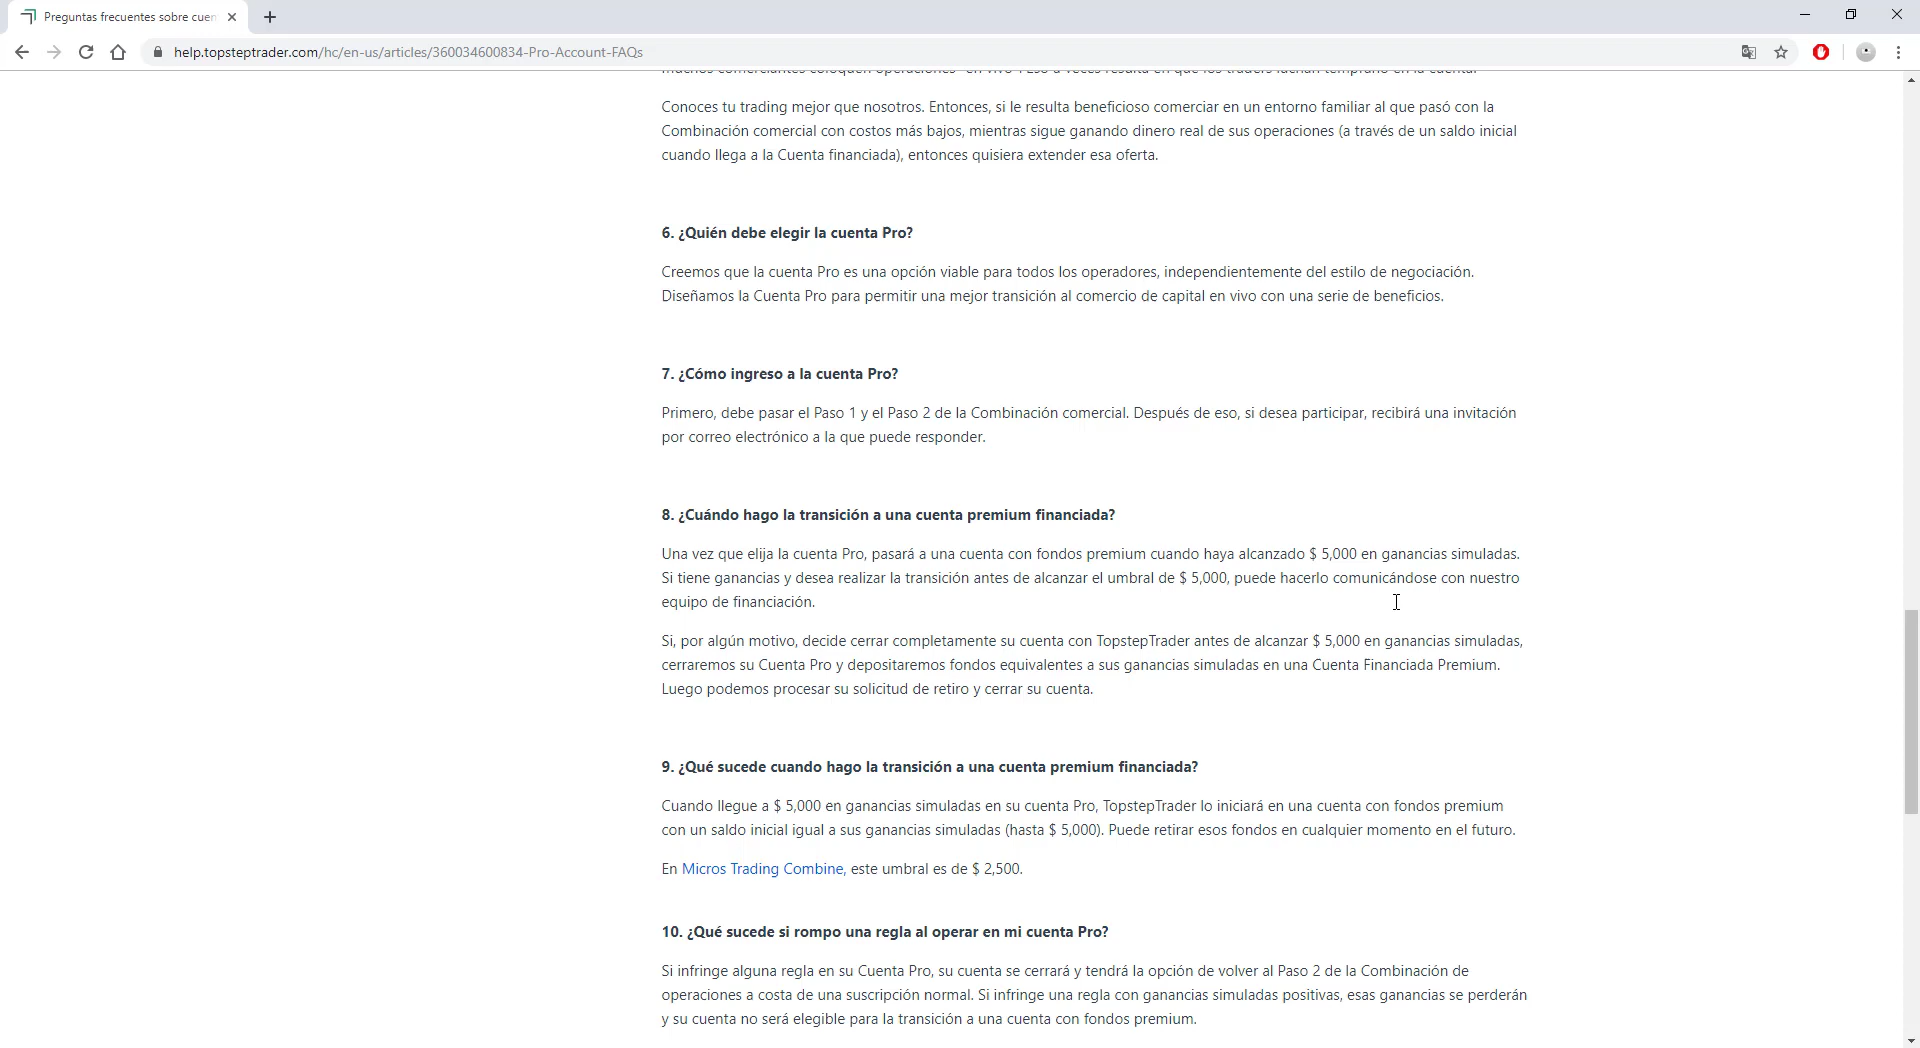 Preguntas frecuentes sobre cuen
help.topsteptrader.com/hc/en-us/articles/360034600834-Pro-Account-FAQs
muchos comerciantes coloquen operaciones "en vivo". Eso a veces resulta en que los traders luchan temprano en la cuenta.
Conoces tu trading mejor que nosotros. Entonces, si le resulta beneficioso comerciar en un entorno familiar al que pasó con la
Combinación comercial con costos más bajos, mientras sigue ganando dinero real de sus operaciones (a través de un saldo inicial
cuando llega a la Cuenta financiada), entonces quisiera extender esa oferta.
6. ¿Quién debe elegir la cuenta Pro?
Creemos que la cuenta Pro es una opción viable para todos los operadores, independientemente del estilo de negociación.
Diseñamos la Cuenta Pro para permitir una mejor transición al comercio de capital en vivo con una serie de beneficios.
7. ¿Cómo ingreso a la cuenta Pro?
Primero, debe pasar el Paso 1 y el Paso 2 de la Combinación comercial. Después de eso, si desea participar, recibirá una invitación
por correo electrónico a la que puede responder.
8. ¿Cuándo hago la transición a una cuenta premium financiada?
Una vez que elija la cuenta Pro, pasará a una cuenta con fondos premium cuando haya alcanzado $ 5,000 en ganancias simuladas.
Si tiene ganancias y desea realizar la transición antes de alcanzar el umbral de $ 5,000, puede hacerlo comunicándose con nuestro
equipo de financiación.
Si, por algún motivo, decide cerrar completamente su cuenta con TopstepTrader antes de alcanzar $ 5,000 en ganancias simuladas,
cerraremos su Cuenta Pro y depositaremos fondos equivalentes a sus ganancias simuladas en una Cuenta Financiada Premium.
Luego podemos procesar su solicitud de retiro y cerrar su cuenta.
9. ¿Qué sucede cuando hago la transición a una cuenta premium financiada?
Cuando llegue a $ 5,000 en ganancias simuladas en su cuenta Pro, TopstepTrader lo iniciará en una cuenta con fondos premium
con un saldo inicial igual a sus ganancias simuladas (hasta $ 5,000). Puede retirar esos fondos en cualquier momento en el futuro.
En Micros Trading Combine, este umbral es de $ 2,500.
10. ¿Qué sucede si rompo una regla al operar en mi cuenta Pro?
Si infringe alguna regla en su Cuenta Pro, su cuenta se cerrará y tendrá la opción de volver al Paso 2 de la Combinación de
operaciones a costa de una suscripción normal. Si infringe una regla con ganancias simuladas positivas, esas ganancias se perderán
y su cuenta no será elegible para la transición a una cuenta con fondos premium.